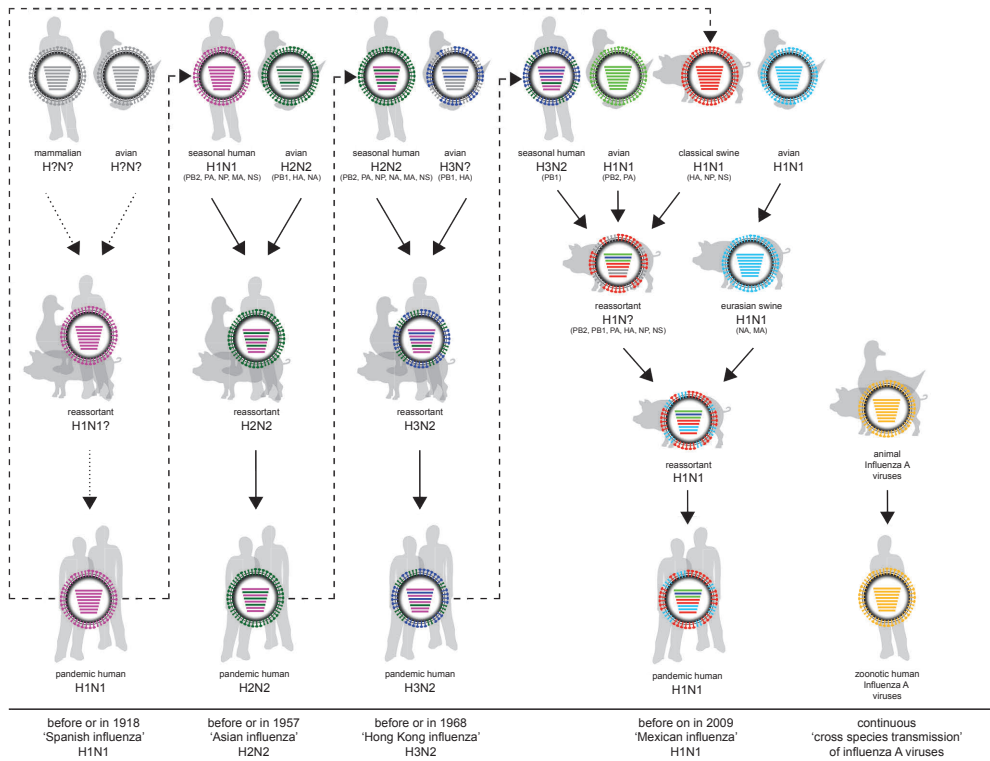 mammalian
H?N?
avian
H?N?
seasonal human
H1N1
(PB2, PA, NP, MA, NS)
avian
H2N2
(PB1, HA, NA)
seasonal human
H2N2
(PB2, PA, NP, NA, MA, NS)
avian
H3N?
(PB1, HA)
seasonal human
H3N2
(PB1)
avian
H1N1
(PB2, PA)
classical swine
H1N1
(HA, NP, NS)
avian
H1N1
reassortant
H1N?
(PB2, PB1, PA, HA, NP, NS)
eurasian swine
H1N1
(NA, MA)
reassortant
H1N1?
reassortant
H2N2
reassortant
H3N2
reassortant
H1N1
animal
Influenza A
viruses
pandemic human
H1N1
pandemic human
H2N2
pandemic human
H3N2
pandemic human
H1N1
zoonotic human
Influenza A
viruses
before or in 1918
‘Spanish influenza’
H1N1
before or in 1957
‘Asian influenza’
H2N2
before or in 1968
‘Hong Kong influenza’
H3N2
before on in 2009
‘Mexican influenza’
H1N1
continuous
‘cross species transmission’
of influenza A viruses